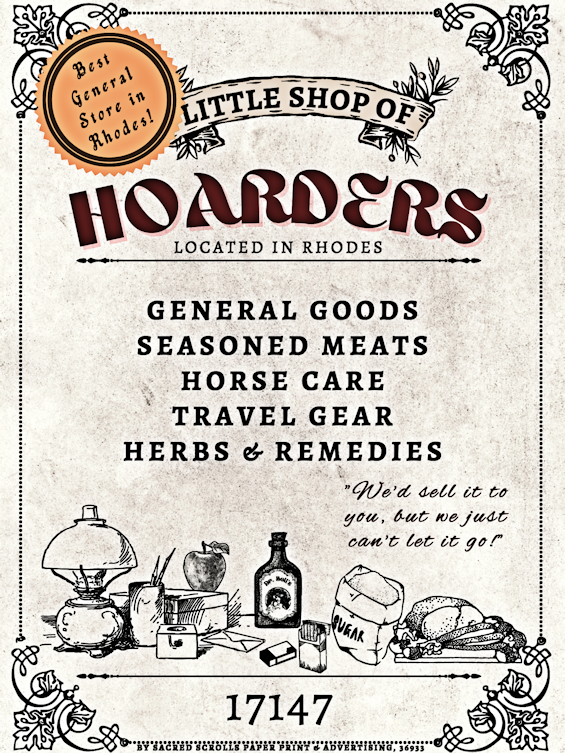 Best
General
Store in
Rhodes!
LITTLE SHOP OF
HOARDERS
LOCATED IN RHODES
GENERAL GOODS
SEASONED MEATS
HORSE CARE
TRAVEL GEAR
HERBS & REMEDIES
"We'd sell it to
you, but we just
can't let it go!"
SUGAR
17147
BY SACRED SCROLLS PAPER PRINT & ADVERTISING, 36933